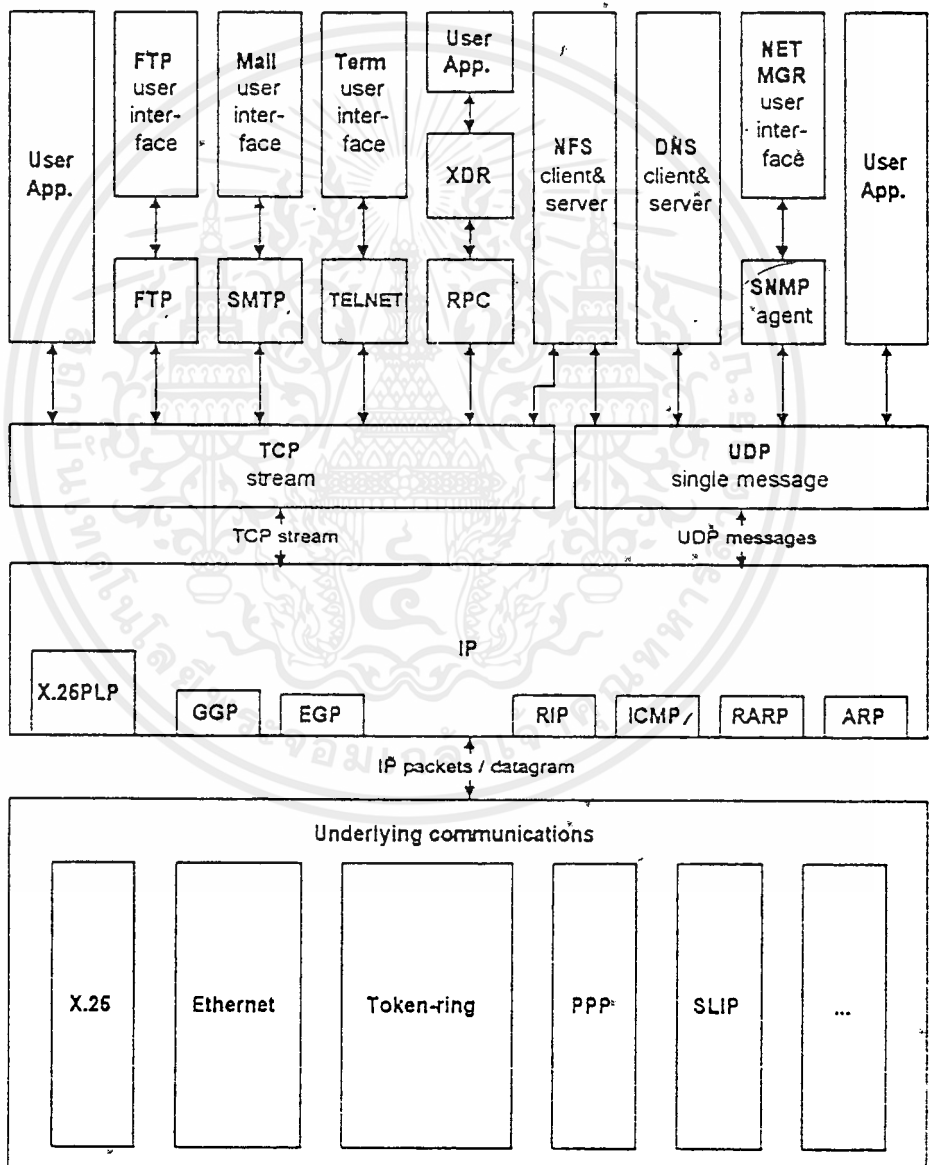 User
App.
FTP
user
inter-
face
Mail
user
inter-
face
Term
user
inter-
face
User
App.
XDR
NFS
client&
server
DNS
client&
server
NET
MGR
user
inter-
face
User
App.
FTP
SMTP
TELNET
RPC
SNMP
agent
TCP
stream
UDP
single message
TCP stream
UDP messages
IP
X.25PLP
GGP
EGP
RIP
ICMP
RARP
ARP
IP packets / datagram
Underlying communications
X.25
Ethernet
Token-ring
PPP
SLIP
...